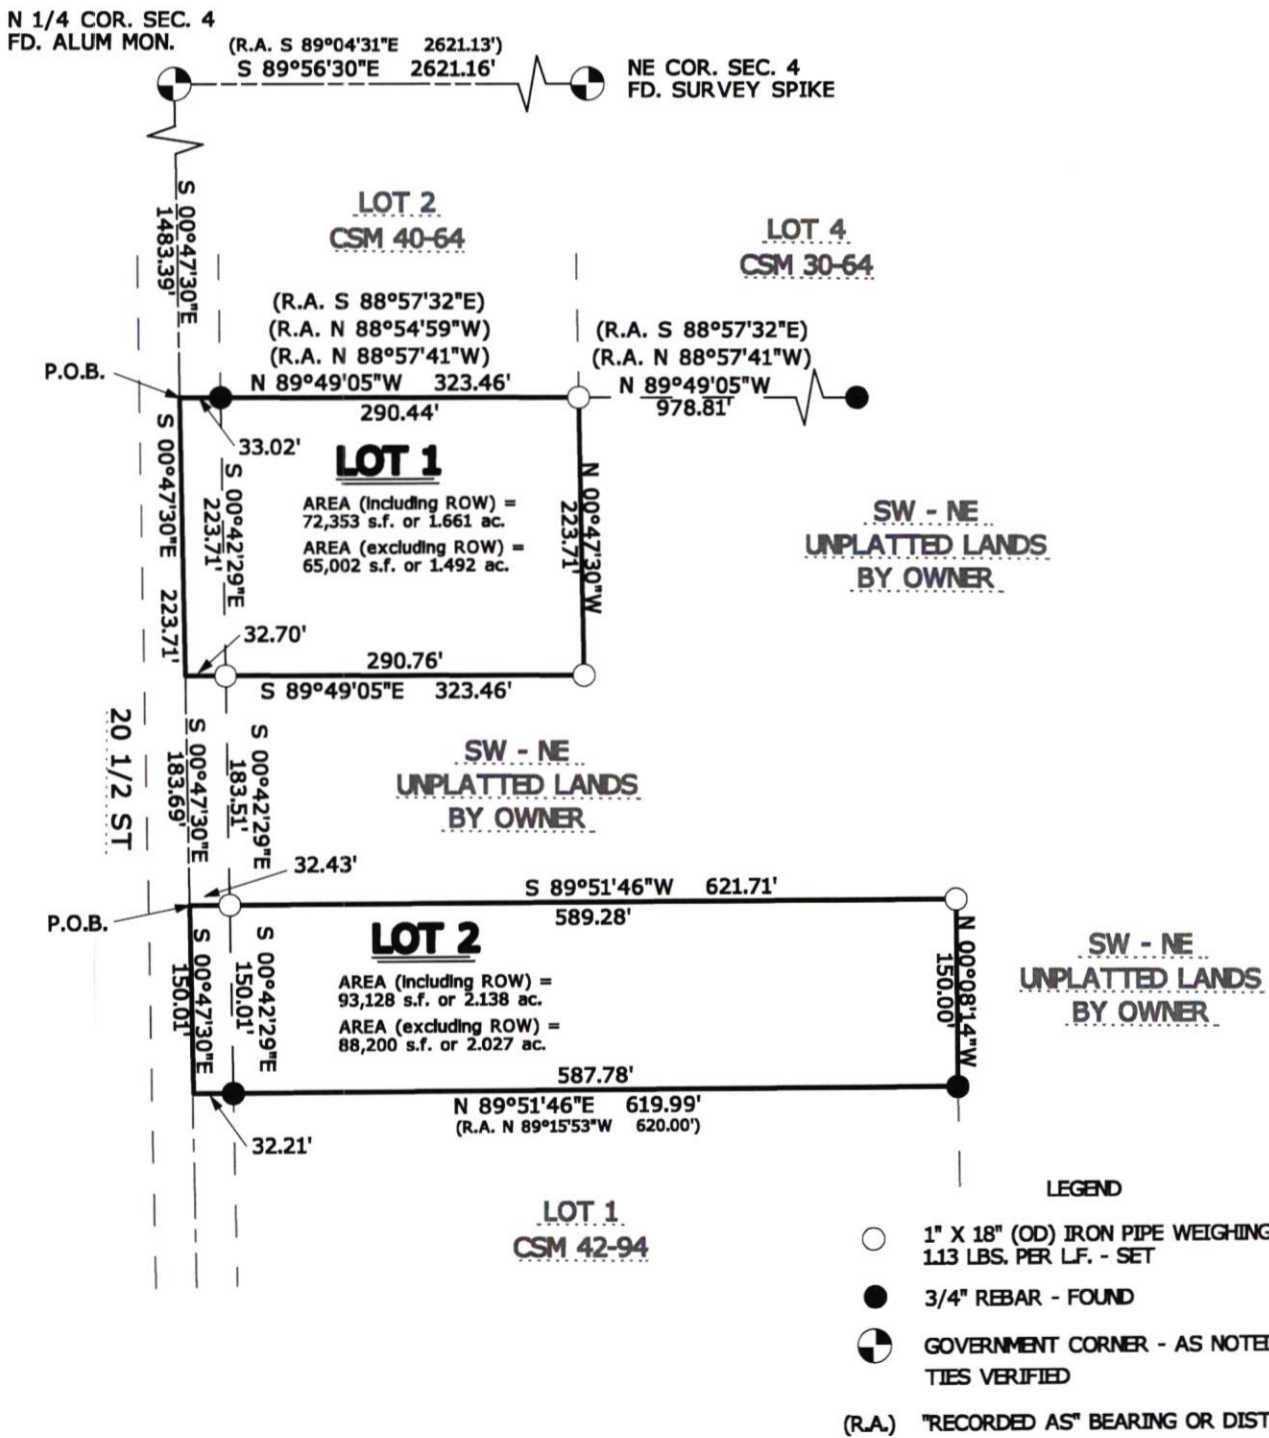 N 1/4 COR. SEC. 4
FD. ALUM MON.
(R.A. S 89°04'31"E 2621.13')
S 89°56'30"E 2621.16'
NE COR. SEC. 4
FD. SURVEY SPIKE
S 00°47'30"E
1483.39'
LOT 2
CSM 40-64
LOT 4
CSM 30-64
(R.A. S 88°57'32"E)
(R.A. N 88°54'59"W)
(R.A. N 88°57'41"W)
N 89°49'05"W 323.46'
290.44'
(R.A. S 88°57'32"E)
(R.A. N 88°57'41"W)
N 89°49'05"W
978.81'
P.O.B.
33.02'
S 00°47'30"E 223.71'
S 00°42'29"E
223.71'
LOT 1
AREA (including ROW) =
72,353 s.f. or 1.661 ac.
AREA (excluding ROW) =
65,002 s.f. or 1.492 ac.
N 00°47'30"W
223.71'
SW - NE
UNPLATTED LANDS
BY OWNER
32.70'
290.76'
S 89°49'05"E 323.46'
20 1/2 ST
S 00°47'30"E
183.69'
S 00°42'29"E
183.51'
SW - NE
UNPLATTED LANDS
BY OWNER
32.43'
S 89°51'46"W 621.71'
589.28'
P.O.B.
S 00°47'30"E
150.01'
S 00°42'29"E
150.01'
LOT 2
AREA (including ROW) =
93,128 s.f. or 2.138 ac.
AREA (excluding ROW) =
88,200 s.f. or 2.027 ac.
N 00°08'14"W
150.00'
SW - NE
UNPLATTED LANDS
BY OWNER
587.78'
N 89°51'46"E 619.99'
(R.A. N 89°15'53"W 620.00')
32.21'
LOT 1
CSM 42-94
LEGEND
1" X 18" (OD) IRON PIPE WEIGHING
1.13 LBS. PER L.F. - SET
3/4" REBAR - FOUND
GOVERNMENT CORNER - AS NOTED
TIES VERIFIED
(R.A.) "RECORDED AS" BEARING OR DIST